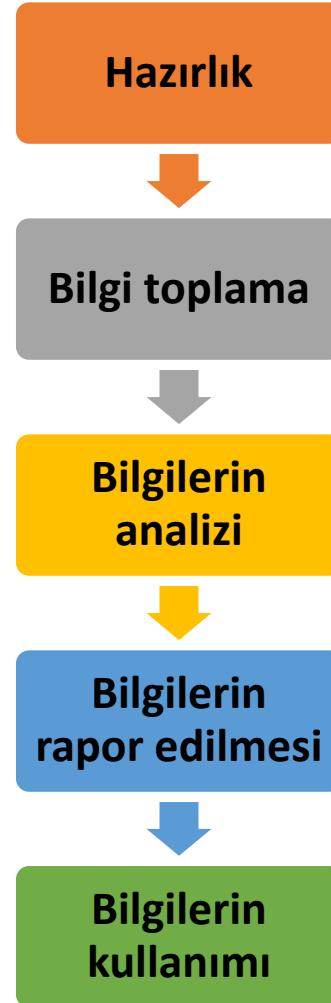 Hazırlık
Bilgi toplama
Bilgilerin
analizi
Bilgilerin
rapor edilmesi
Bilgilerin
kullanımı